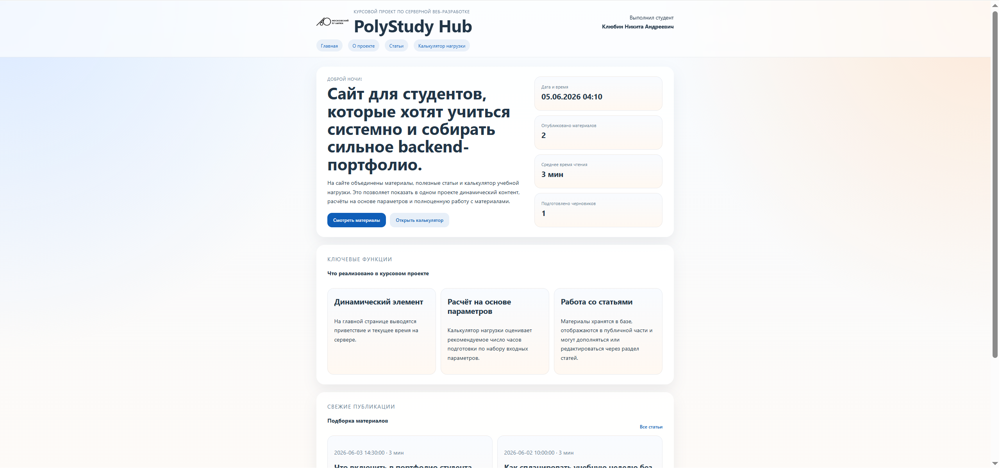 КУРСОВОЙ ПРОЕКТ ПО СЕРВЕРНОЙ ВЕБ-РАЗРАБОТКЕ
МОСКОВСКИЙ
ПОЛИТЕХ
PolyStudy Hub
Выполнил студент
Клюбин Никита Андреевич
Главная
О проекте
Статьи
Калькулятор нагрузки
ДОБРОЙ НОЧИ!
Сайт для студентов,
которые хотят учиться
системно и собирать
сильное backend-
портфолио.
На сайте объединены материалы, полезные статьи и калькулятор учебной
нагрузки. Это позволяет показать в одном проекте динамический контент,
расчёты на основе параметров и полноценную работу с материалами.
Смотреть материалы
Открыть калькулятор
Дата и время
05.06.2026 04:10
Опубликовано материалов
2
Среднее время чтения
3 мин
Подготовлено черновиков
1
КЛЮЧЕВЫЕ ФУНКЦИИ
Что реализовано в курсовом проекте
Динамический элемент
На главной странице выводятся
приветствие и текущее время на
сервере.
Расчёт на основе
параметров
Калькулятор нагрузки оценивает
рекомендуемое число часов
подготовки по набору входных
параметров.
Работа со статьями
Материалы хранятся в базе,
отображаются в публичной части и
могут дополняться или
редактироваться через раздел
статей.
СВЕЖИЕ ПУБЛИКАЦИИ
Подборка материалов
Все статьи
2026-06-03 14:30:00 · 3 мин
Что включить в портфолио студента
2026-06-02 10:00:00 · 3 мин
Как спланировать учебную неделю без